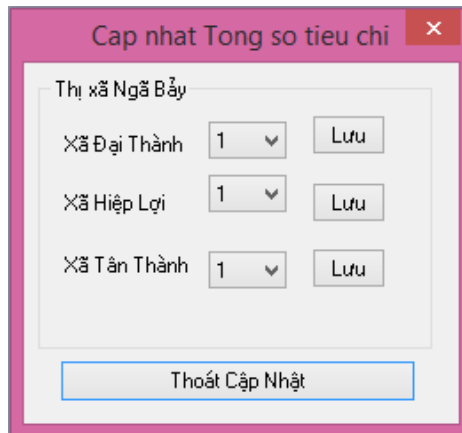 Cap nhat Tong so tieu chi
Thị xã Ngã Bảy
Xã Đại Thành 1 Lưu
Xã Hiệp Lợi 1 Lưu
Xã Tân Thành 1 Lưu
Thoát Cập Nhật